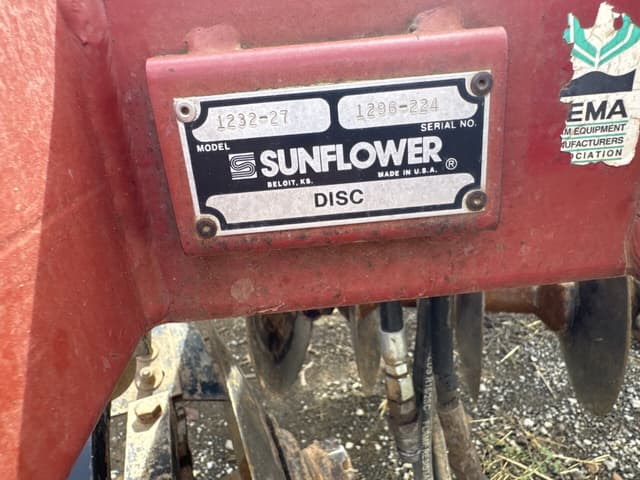 1232-27
1296-224
MODEL
SERIAL NO.
SUNFLOWER®
BELOIT, KS.
MADE IN U.S.A.
DISC
EMA
M EQUIPMENT
UFACTURERS
CIATION